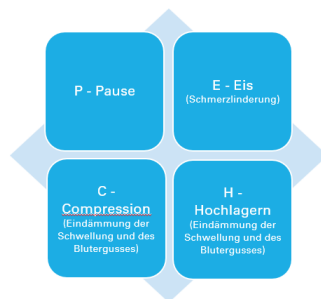 P - Pause
E - Eis
(Schmerzlinderung)
C -
Compression
(Eindämmung der
Schwellung und des
Blutergusses)
H -
Hochlagern
(Eindämmung der
Schwellung und des
Blutergusses)